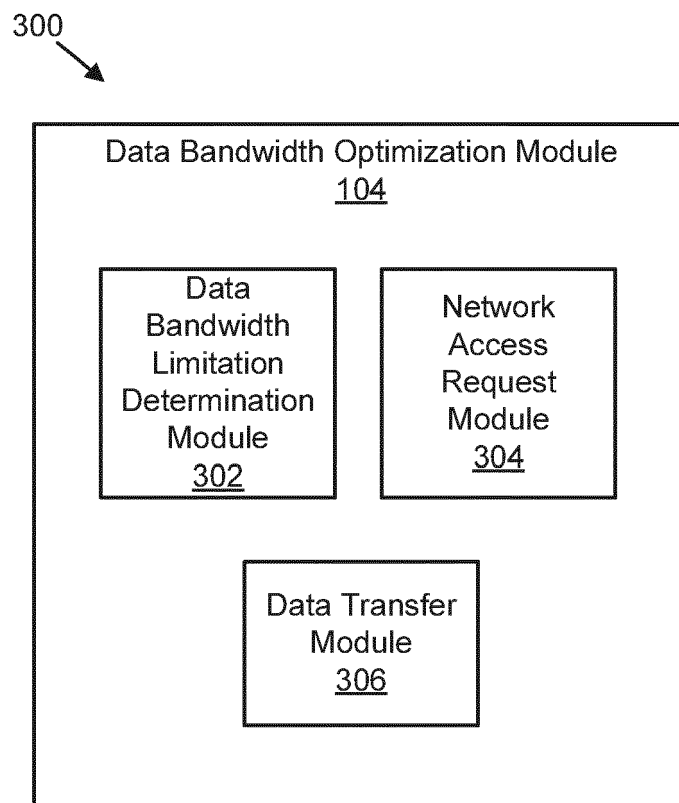 300
Data Bandwidth Optimization Module
104
Data
Bandwidth
Limitation
Determination
Module
302
Network
Access
Request
Module
304
Data Transfer
Module
306